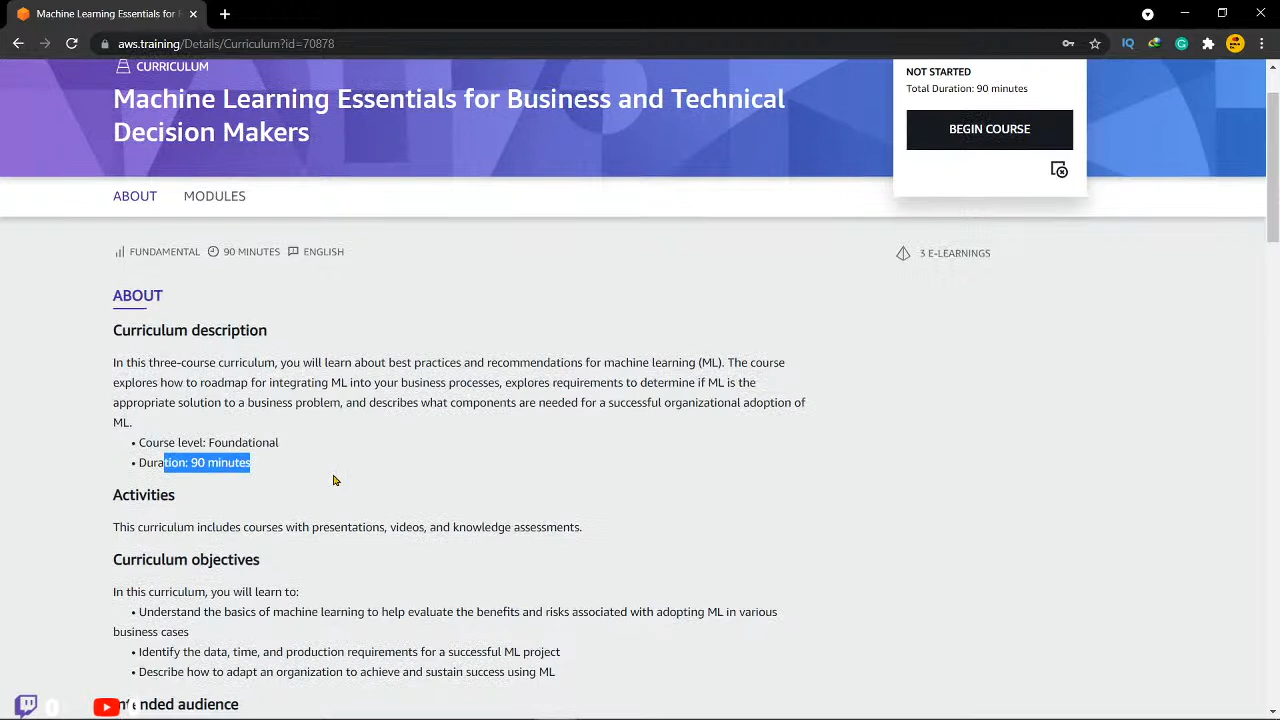 Machine Learning Essentials for
aws.training/Details/Curriculum?id=70878
CURRICULUM
Machine Learning Essentials for Business and Technical
Decision Makers
NOT STARTED
Total Duration: 90 minutes
BEGIN COURSE
ABOUT MODULES
FUNDAMENTAL 90 MINUTES ENGLISH
3 E-LEARNINGS
ABOUT
Curriculum description
In this three-course curriculum, you will learn about best practices and recommendations for machine learning (ML). The course
explores how to roadmap for integrating ML into your business processes, explores requirements to determine if ML is the
appropriate solution to a business problem, and describes what components are needed for a successful organizational adoption of
ML.
• Course level: Foundational
• Duration: 90 minutes
Activities
This curriculum includes courses with presentations, videos, and knowledge assessments.
Curriculum objectives
In this curriculum, you will learn to:
• Understand the basics of machine learning to help evaluate the benefits and risks associated with adopting ML in various
business cases
• Identify the data, time, and production requirements for a successful ML project
• Describe how to adapt an organization to achieve and sustain success using ML
Intended audience